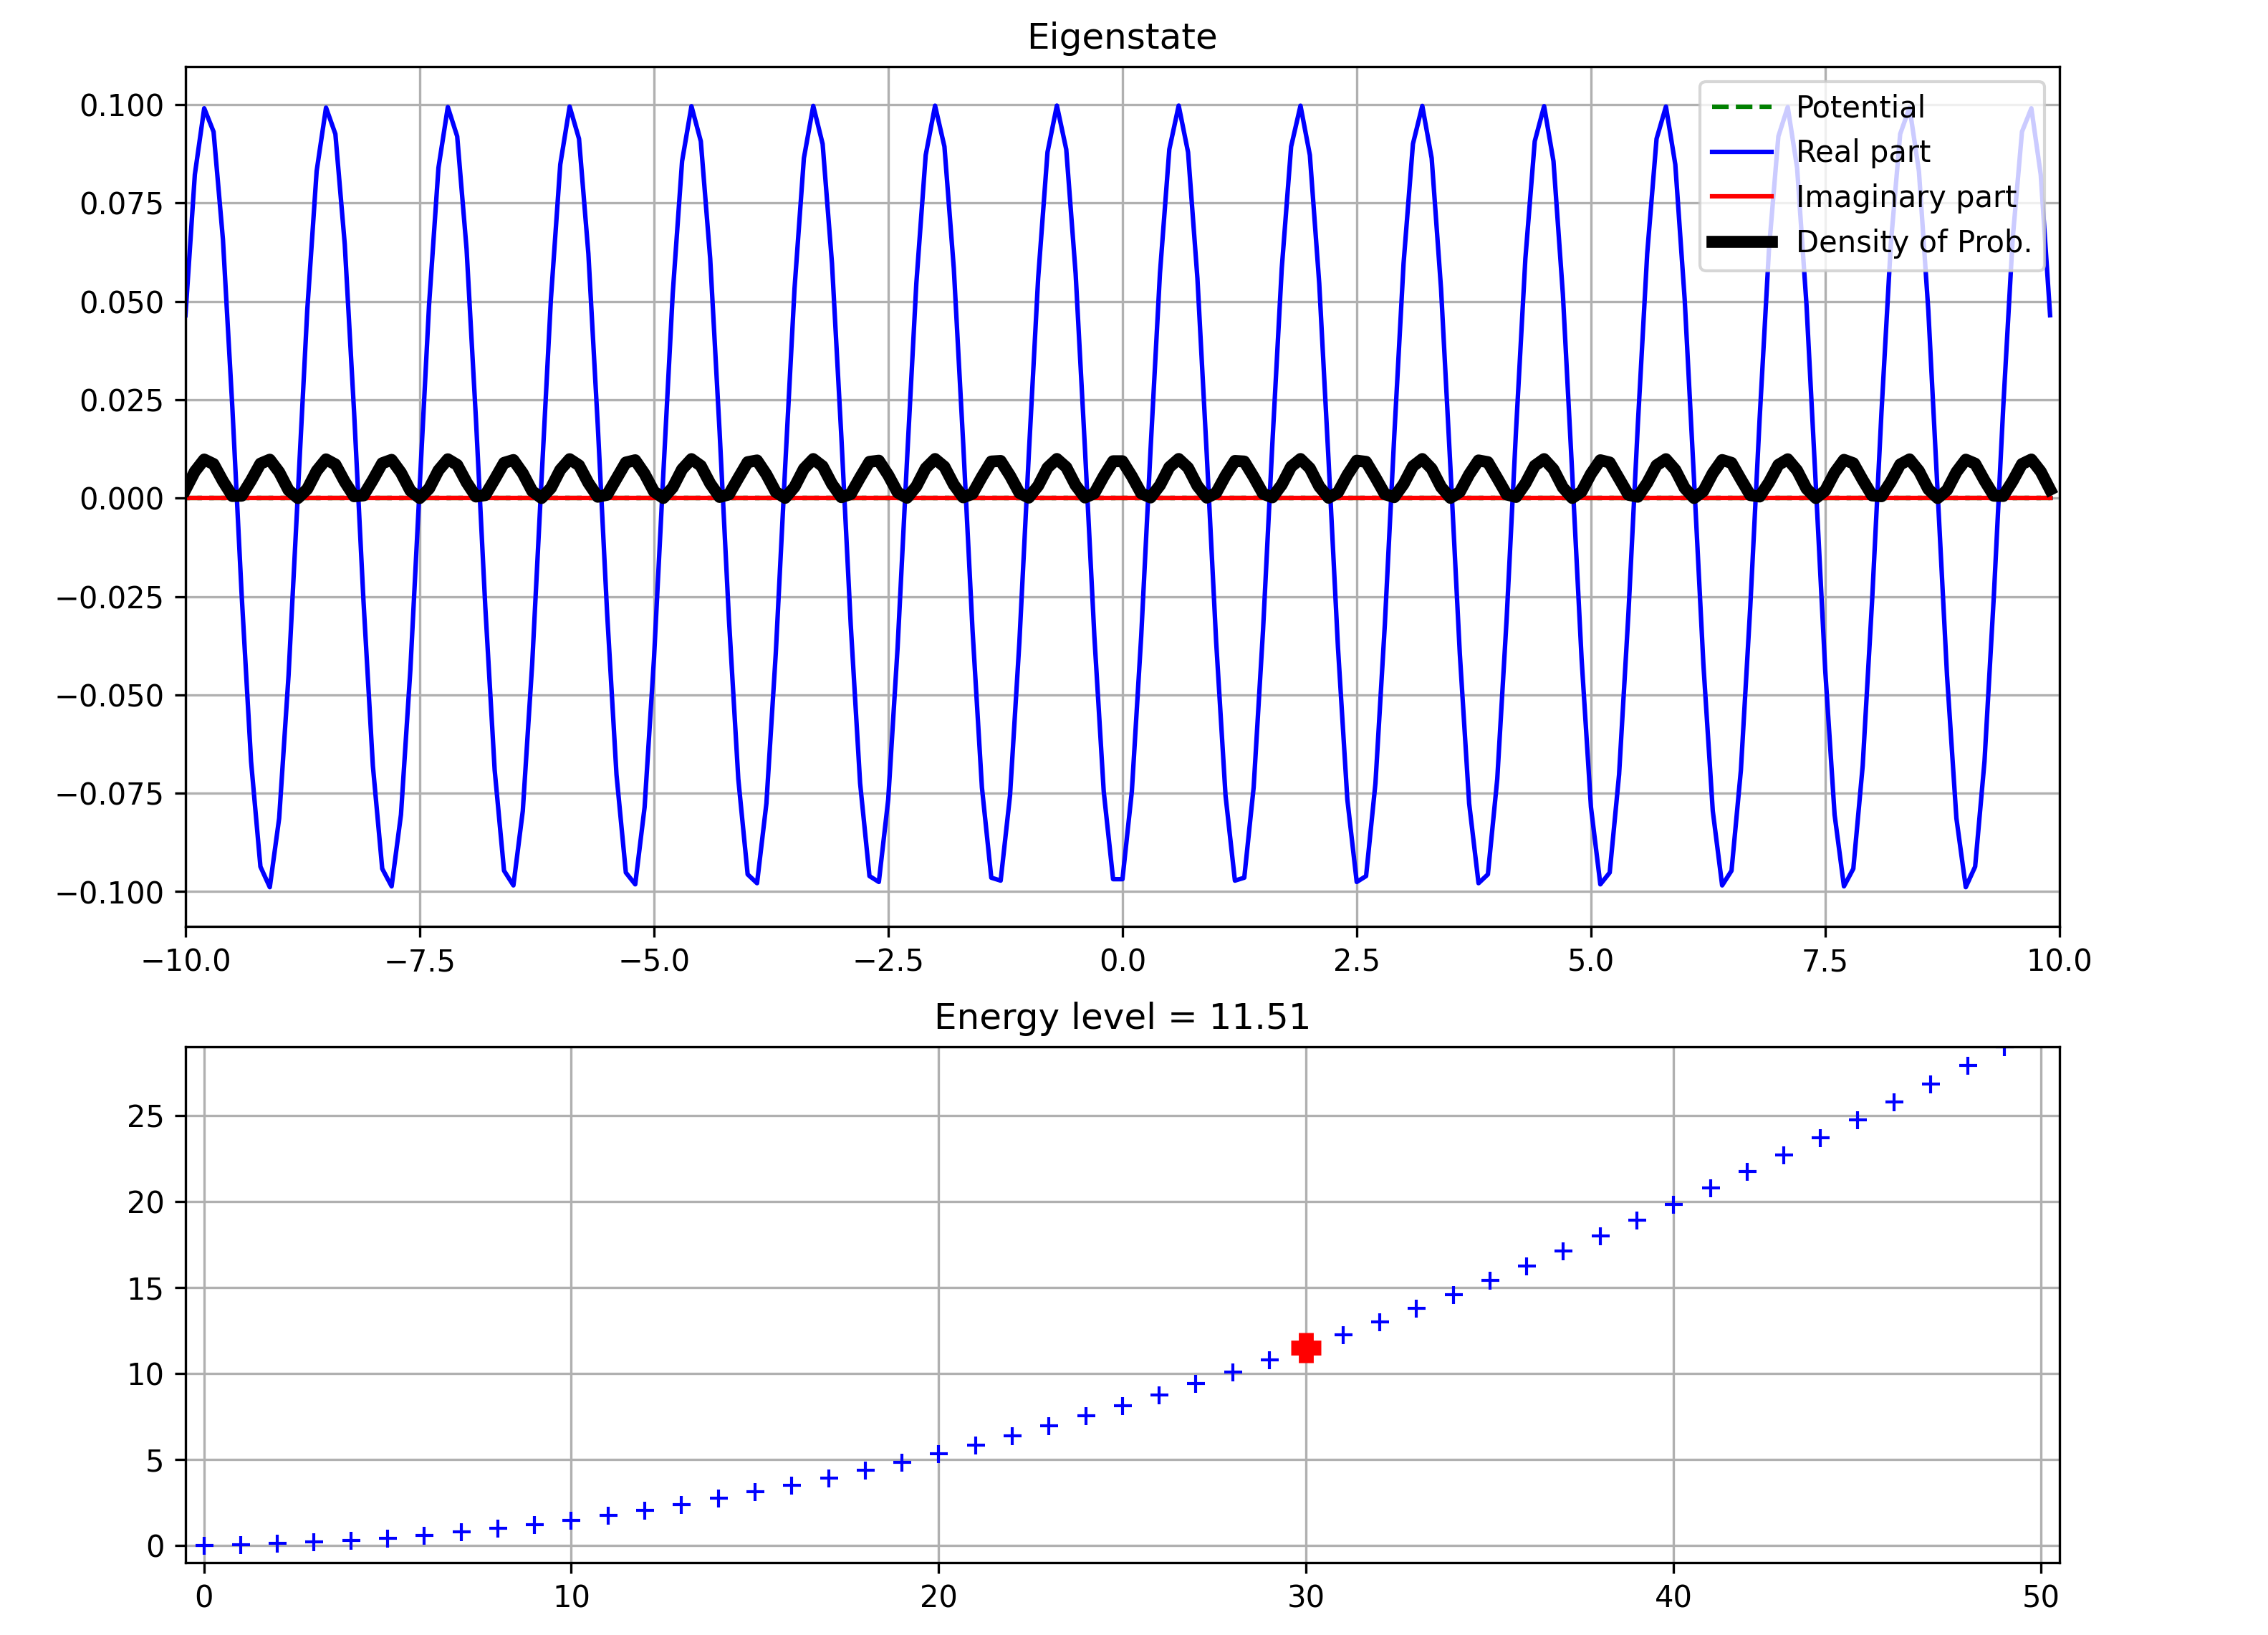 Eigenstate
0.100
0.075
0.050
0.025
0.000
−0.025
−0.050
−0.075
−0.100
Potential
Real part
Imaginary part
Density of Prob.
−10.0 −7.5 −5.0 −2.5 0.0 2.5 5.0 7.5 10.0
Energy level = 11.51
25
20
15
10
5
0
0 10 20 30 40 50